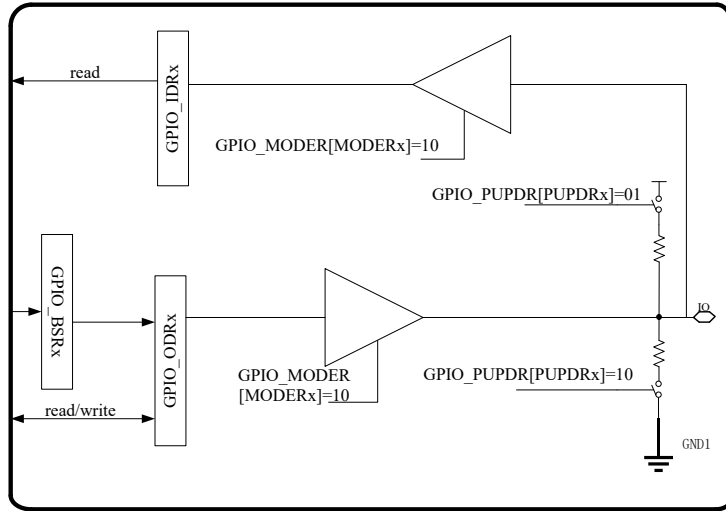 read
GPIO_IDRx
GPIO_MODER[MODERx]=10
GPIO_PUPDR[PUPDRx]=01
GPIO_BSRx
GPIO_ODRx
IO
GPIO_MODER
[MODERx]=10
GPIO_PUPDR[PUPDRx]=10
read/write
GND1